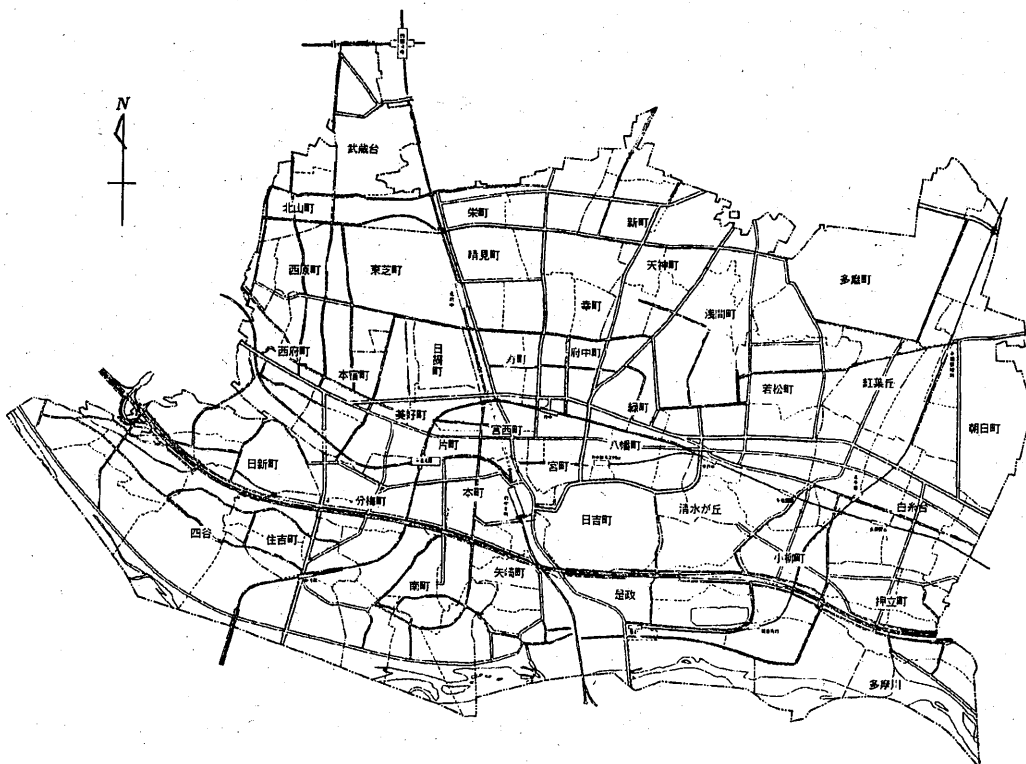 N
武蔵台
北山町
栄町
新町
西原町
東芝町
晴見町
天神町
多磨町
幸町
浅間町
西府町
本宿町
日鋼町
府中町
若松町
紅葉丘
美好町
緑町
朝日町
宮西町
片町
八幡町
日新町
宮町
分梅町
本町
日吉町
清水が丘
白糸台
四谷
住吉町
小柳町
南町
矢崎町
是政
押立町
多摩川